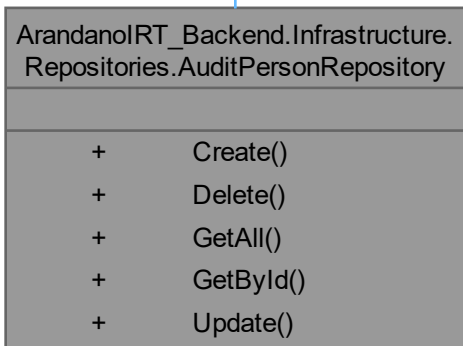 ArandanoIRT_Backend.Infrastructure.
Repositories.AuditPersonRepository
+ Create()
+ Delete()
+ GetAll()
+ GetById()
+ Update()